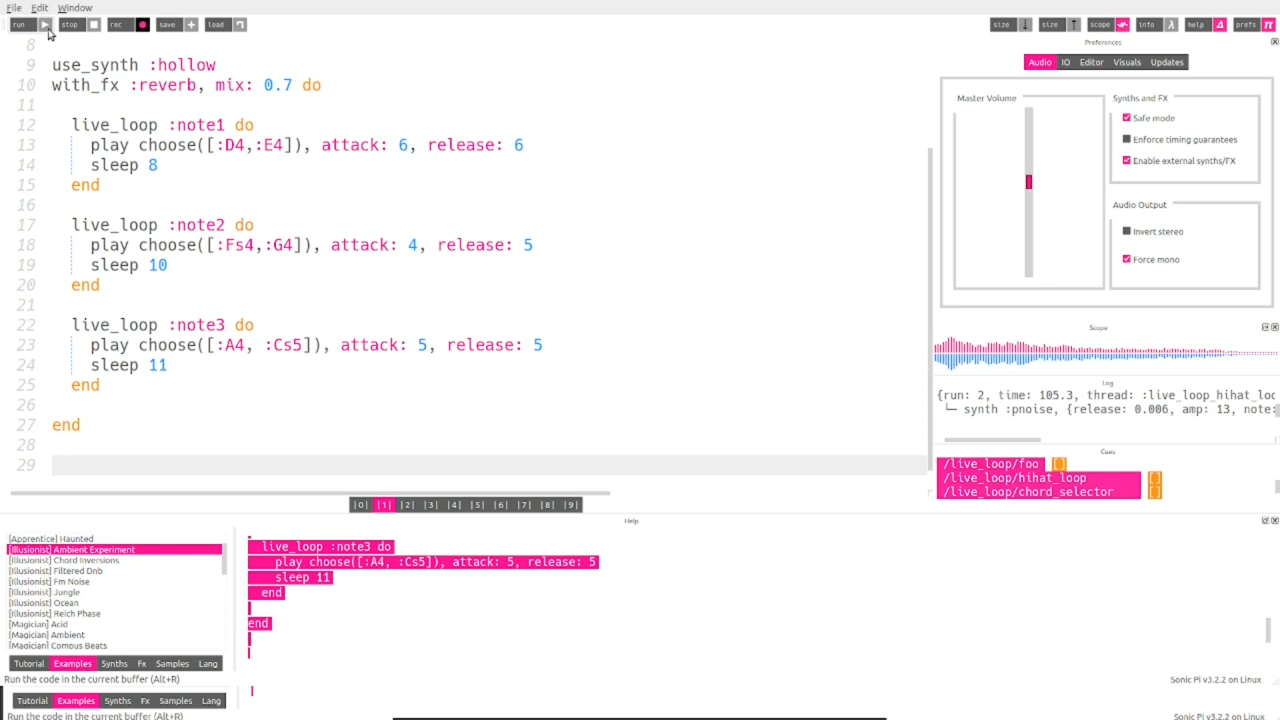 File Edit Window
run stop rec save load size size scope info help prefs
8
9 use_synth :hollow
10 with_fx :reverb, mix: 0.7 do
11
12 live_loop :note1 do
13 play choose([:D4,:E4]), attack: 6, release: 6
14 sleep 8
15 end
16
17 live_loop :note2 do
18 play choose([:Fs4,:G4]), attack: 4, release: 5
19 sleep 10
20 end
21
22 live_loop :note3 do
23 play choose([:A4, :Cs5]), attack: 5, release: 5
24 sleep 11
25 end
26
27 end
28
29
|0| |1| |2| |3| |4| |5| |6| |7| |8| |9|
Preferences
Audio IO Editor Visuals Updates
Master Volume
Synths and FX
Safe mode
Enforce timing guarantees
Enable external synths/FX
Audio Output
Invert stereo
Force mono
Scope
Log
{run: 2, time: 105.3, thread: :live_loop_hihat_loo
└─ synth :pnoise, {release: 0.006, amp: 13, note:
Cues
/live_loop/foo []
/live_loop/hihat_loop []
/live_loop/chord_selector []
Help
[Apprentice] Haunted
[Illusionist] Ambient Experiment
[Illusionist] Chord Inversions
[Illusionist] Filtered Dnb
[Illusionist] Fm Noise
[Illusionist] Jungle
[Illusionist] Ocean
[Illusionist] Reich Phase
[Magician] Acid
[Magician] Ambient
[Magician] Compus Beats
live_loop :note3 do
play choose([:A4, :Cs5]), attack: 5, release: 5
sleep 11
end
end
Tutorial Examples Synths Fx Samples Lang
Run the code in the current buffer (Alt+R)
Sonic Pi v3.2.2 on Linux
Tutorial Examples Synths Fx Samples Lang
Run the code in the current buffer (Alt+R)
Sonic Pi v3.2.2 on Linux